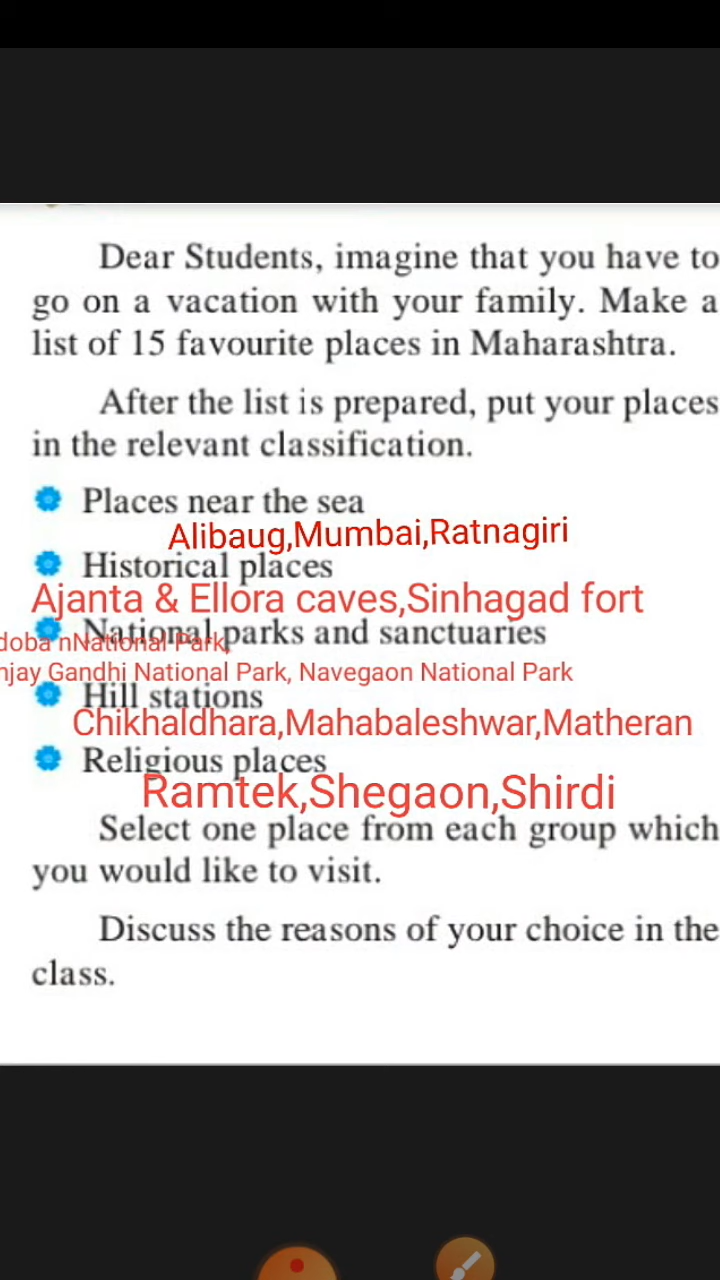 Dear Students, imagine that you have to
go on a vacation with your family. Make a
list of 15 favourite places in Maharashtra.
After the list is prepared, put your places
in the relevant classification.
Places near the sea
Alibaug,Mumbai,Ratnagiri
Historical places
Ajanta & Ellora caves,Sinhagad fort
National parks and sanctuaries
doba nNational Park,
njay Gandhi National Park, Navegaon National Park
Hill stations
Chikhaldhara,Mahabaleshwar,Matheran
Religious places
Ramtek,Shegaon,Shirdi
Select one place from each group which
you would like to visit.
Discuss the reasons of your choice in the
class.